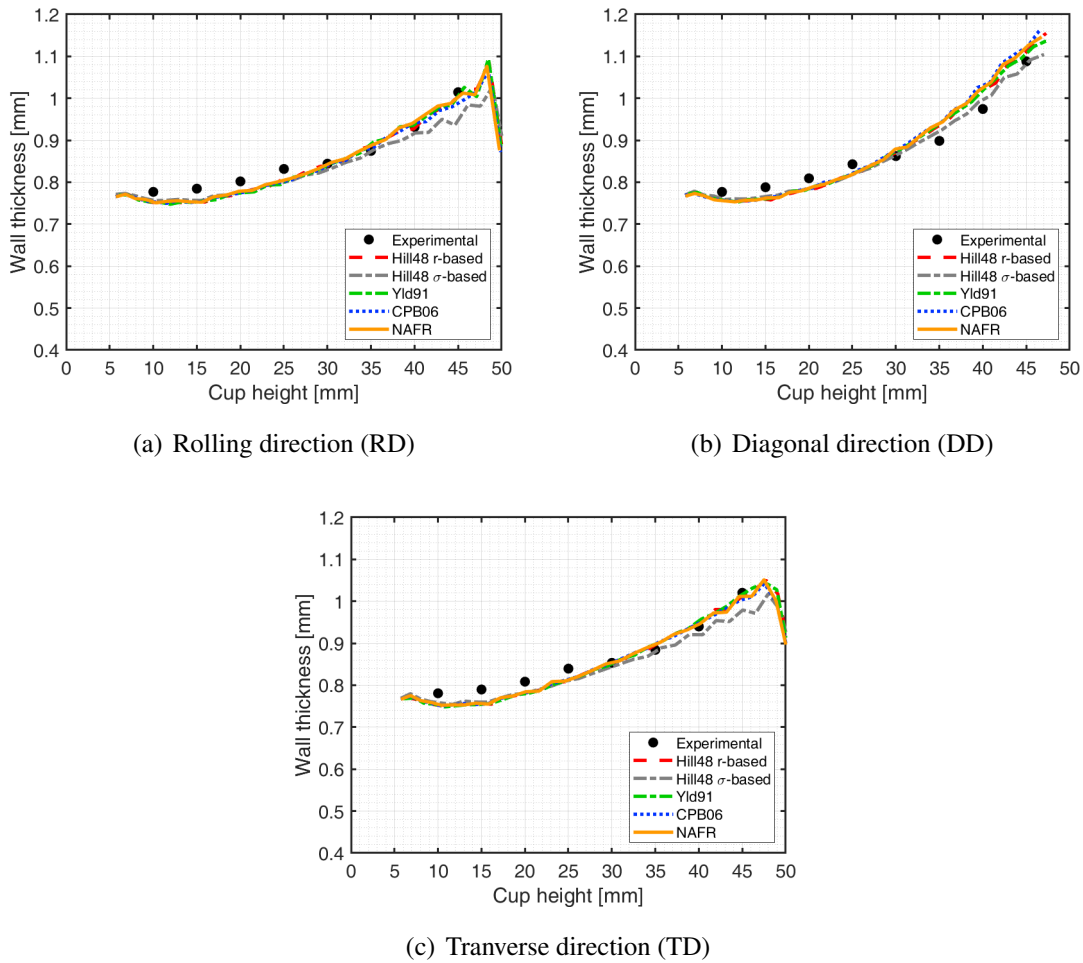 1.2
1.1
1
0.9
0.8
0.7
0.6
0.5
0.4
Wall thickness [mm]
0 5 10 15 20 25 30 35 40 45 50
Cup height [mm]
Experimental
Hill48 r-based
Hill48 σ-based
Yld91
CPB06
NAFR
(a) Rolling direction (RD)
1.2
1.1
1
0.9
0.8
0.7
0.6
0.5
0.4
Wall thickness [mm]
0 5 10 15 20 25 30 35 40 45 50
Cup height [mm]
Experimental
Hill48 r-based
Hill48 σ-based
Yld91
CPB06
NAFR
(b) Diagonal direction (DD)
1.2
1.1
1
0.9
0.8
0.7
0.6
0.5
0.4
Wall thickness [mm]
0 5 10 15 20 25 30 35 40 45 50
Cup height [mm]
Experimental
Hill48 r-based
Hill48 σ-based
Yld91
CPB06
NAFR
(c) Tranverse direction (TD)